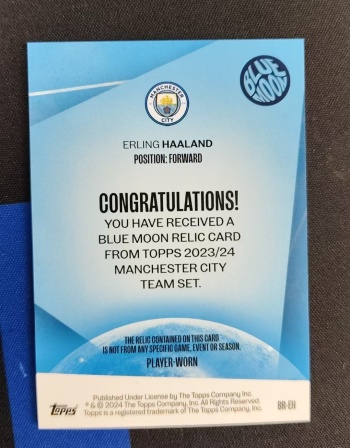 BLUE
MOON
MANCHESTER
CITY
ERLING HAALAND
POSITION: FORWARD
CONGRATULATIONS!
YOU HAVE RECEIVED A
BLUE MOON RELIC CARD
FROM TOPPS 2023/24
MANCHESTER CITY
TEAM SET.
THE RELIC CONTAINED ON THIS CARD
IS NOT FROM ANY SPECIFIC GAME, EVENT OR SEASON.
PLAYER-WORN
Topps
Published Under License by The Topps Company, Inc.
® & © 2024 The Topps Company, Inc. All Rights Reserved.
Topps is a registered trademark of The Topps Company, Inc.
BR-EH